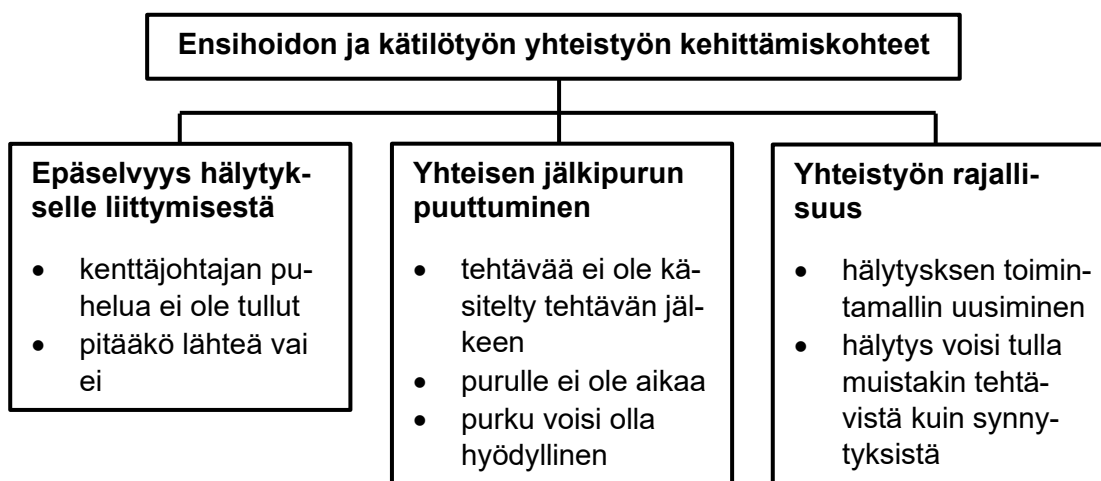 Ensihoidon ja kätilötyön yhteistyön kehittämiskohteet
Epäselvyys hälytyk-
selle liittymisestä
• kenttäjohtajan pu-
helua ei ole tullut
• pitääkö lähteä vai
ei
Yhteisen jälkipurun
puuttuminen
• tehtävää ei ole kä-
sitelty tehtävän jäl-
keen
• purulle ei ole aikaa
• purku voisi olla
hyödyllinen
Yhteistyön rajalli-
suus
• hälytysksen toimin-
tamallin uusiminen
• hälytys voisi tulla
muistakin tehtä-
vistä kuin synny-
tyksistä